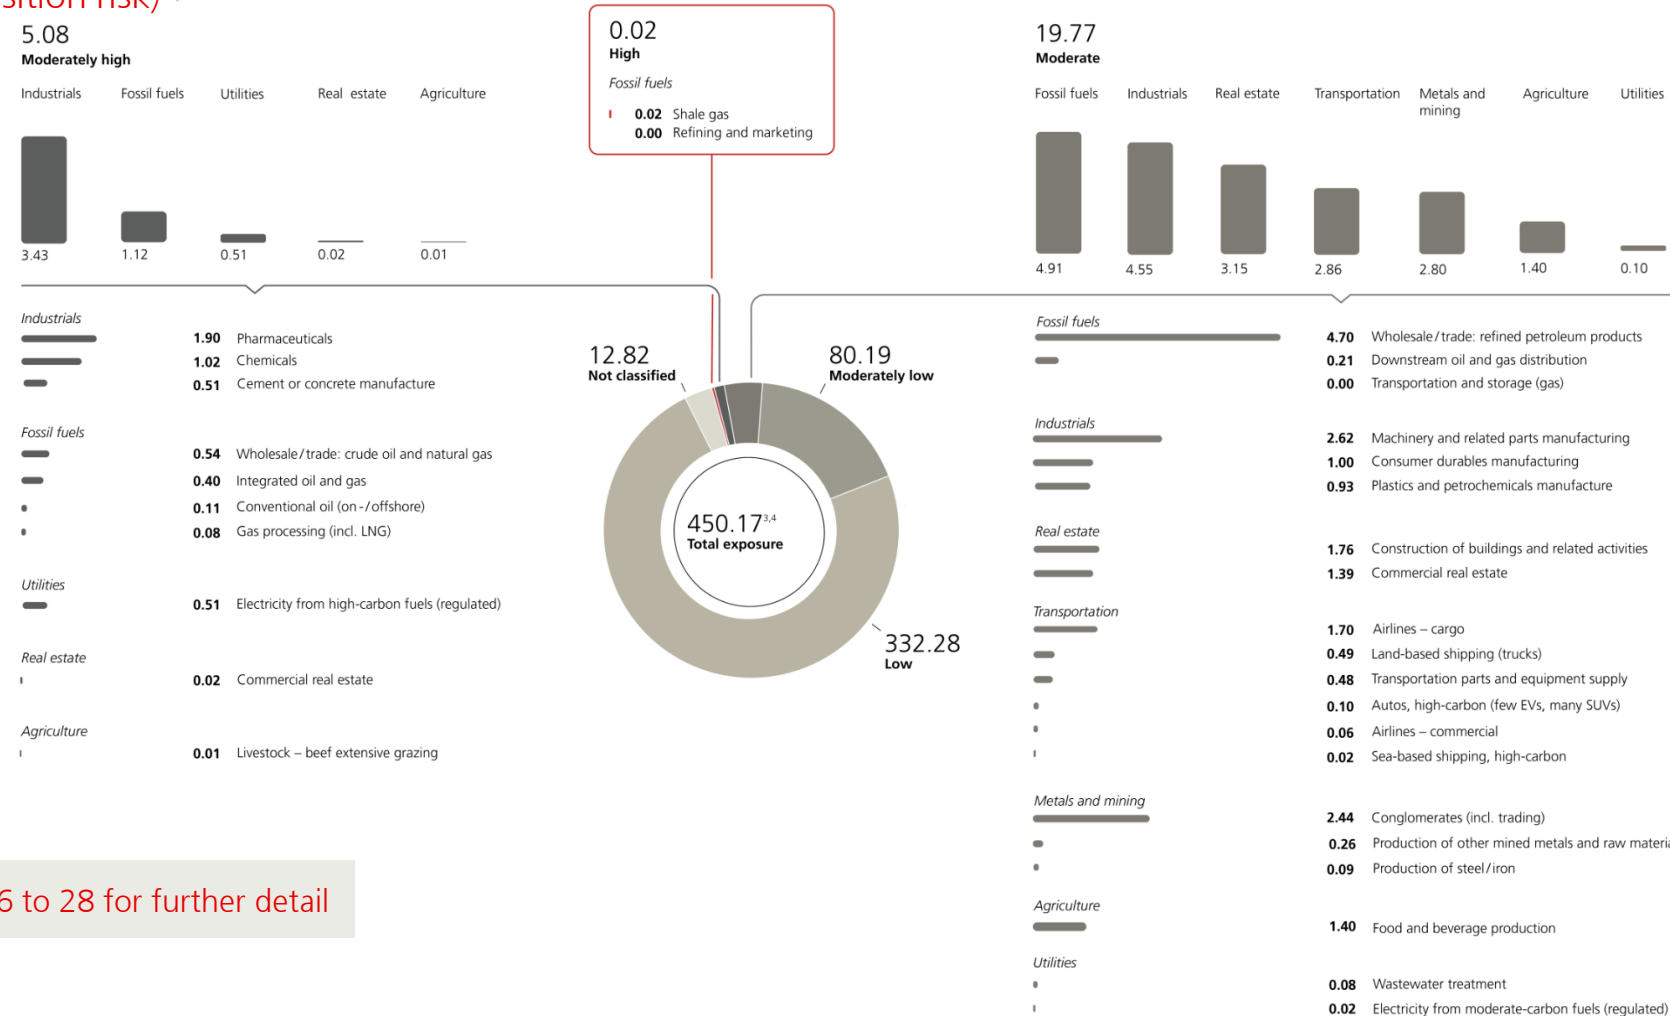 5.08
Moderately high
Industrials Fossil fuels Utilities Real estate Agriculture
3.43 1.12 0.51 0.02 0.01
Industrials
1.90 Pharmaceuticals
1.02 Chemicals
0.51 Cement or concrete manufacture
Fossil fuels
0.54 Wholesale/trade: crude oil and natural gas
0.40 Integrated oil and gas
0.11 Conventional oil (on-/offshore)
0.08 Gas processing (incl. LNG)
Utilities
0.51 Electricity from high-carbon fuels (regulated)
Real estate
0.02 Commercial real estate
Agriculture
0.01 Livestock – beef extensive grazing
6 to 28 for further detail
0.02
High
Fossil fuels
0.02 Shale gas
0.00 Refining and marketing
12.82
Not classified
80.19
Moderately low
450.17³,⁴
Total exposure
332.28
Low
19.77
Moderate
Fossil fuels Industrials Real estate Transportation Metals and mining Agriculture Utilities
4.91 4.55 3.15 2.86 2.80 1.40 0.10
Fossil fuels
4.70 Wholesale/trade: refined petroleum products
0.21 Downstream oil and gas distribution
0.00 Transportation and storage (gas)
Industrials
2.62 Machinery and related parts manufacturing
1.00 Consumer durables manufacturing
0.93 Plastics and petrochemicals manufacture
Real estate
1.76 Construction of buildings and related activities
1.39 Commercial real estate
Transportation
1.70 Airlines – cargo
0.49 Land-based shipping (trucks)
0.48 Transportation parts and equipment supply
0.10 Autos, high-carbon (few EVs, many SUVs)
0.06 Airlines – commercial
0.02 Sea-based shipping, high-carbon
Metals and mining
2.44 Conglomerates (incl. trading)
0.26 Production of other mined metals and raw materia
0.09 Production of steel/iron
Agriculture
1.40 Food and beverage production
Utilities
0.08 Wastewater treatment
0.02 Electricity from moderate-carbon fuels (regulated)